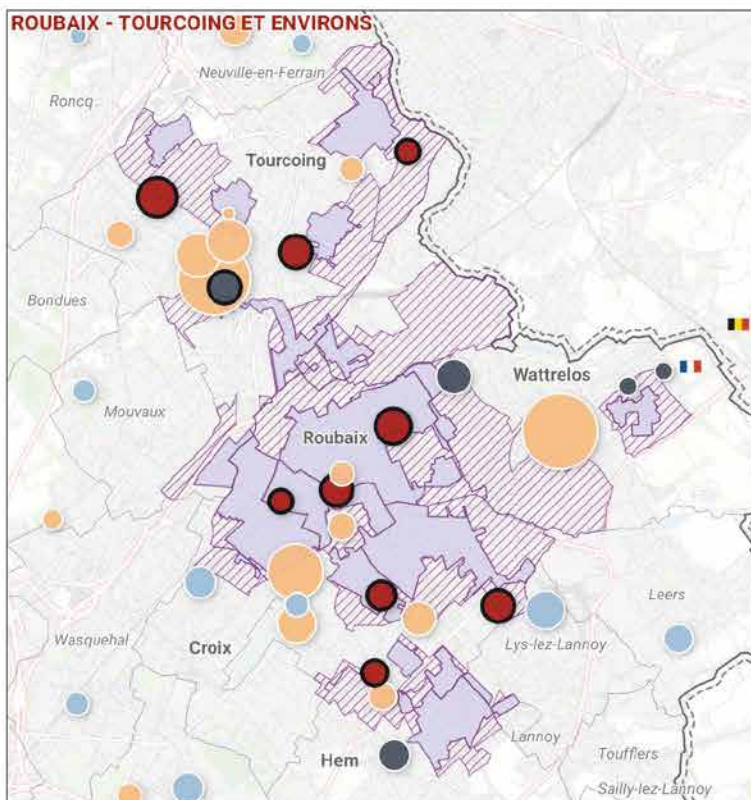 ROUBAIX - TOURCOING ET ENVIRONS
Neuville-en-Ferrain
Roncq
Tourcoing
Bondues
Wattrelos
Mouvaux
Roubaix
Leers
Wasquehal
Croix
Lys-lez-Lannoy
Lannoy
Hem
Toufflers
Sailly-lez-Lannoy